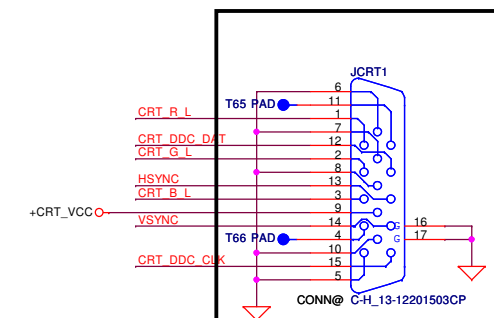 JCRT1
6
T65 PAD 11
CRT_R_L 1
7
CRT_DDC_DAT 12
CRT_G_L 2
8
HSYNC 13
CRT_B_L 3
+CRT_VCC 9
VSYNC 14 G 16
T66 PAD 4 G 17
10
CRT_DDC_CLK 15
5
CONN@ C-H_13-12201503CP